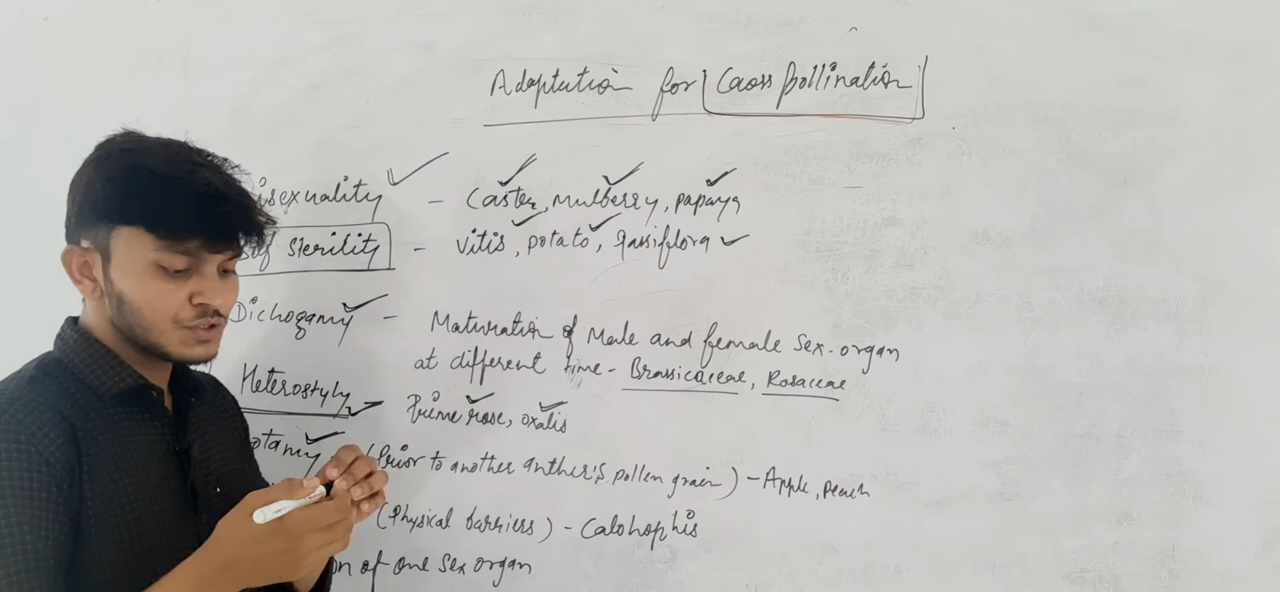 Adaptation for Cross Pollination
isexuality - Caster, Mulberry, papaya
Self Sterility - Vitis, potato, Passiflora
Dichogamy - Maturation of Male and female sex-organ
at different time - Brassicaceae, Rosaceae
Heterostyly - Prime rose, oxalis
otamy - (Prior to another anther's pollen grain) - Apple, peach
(Physical barriers) - Calohophis
on of one sex organ